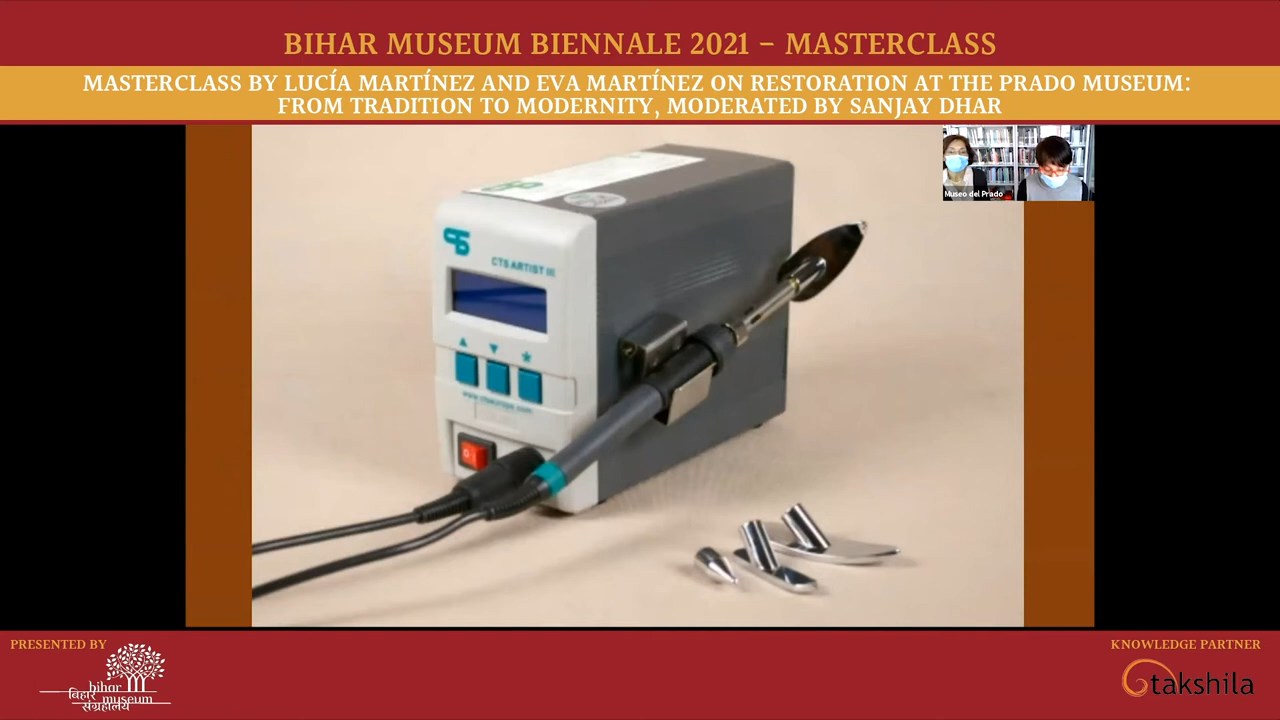 BIHAR MUSEUM BIENNALE 2021 – MASTERCLASS
MASTERCLASS BY LUCÍA MARTÍNEZ AND EVA MARTÍNEZ ON RESTORATION AT THE PRADO MUSEUM:
FROM TRADITION TO MODERNITY, MODERATED BY SANJAY DHAR
Museo del Prado
CTS ARTIST III
PRESENTED BY
bihar
बिहार museum
संग्रहालय
KNOWLEDGE PARTNER
takshila